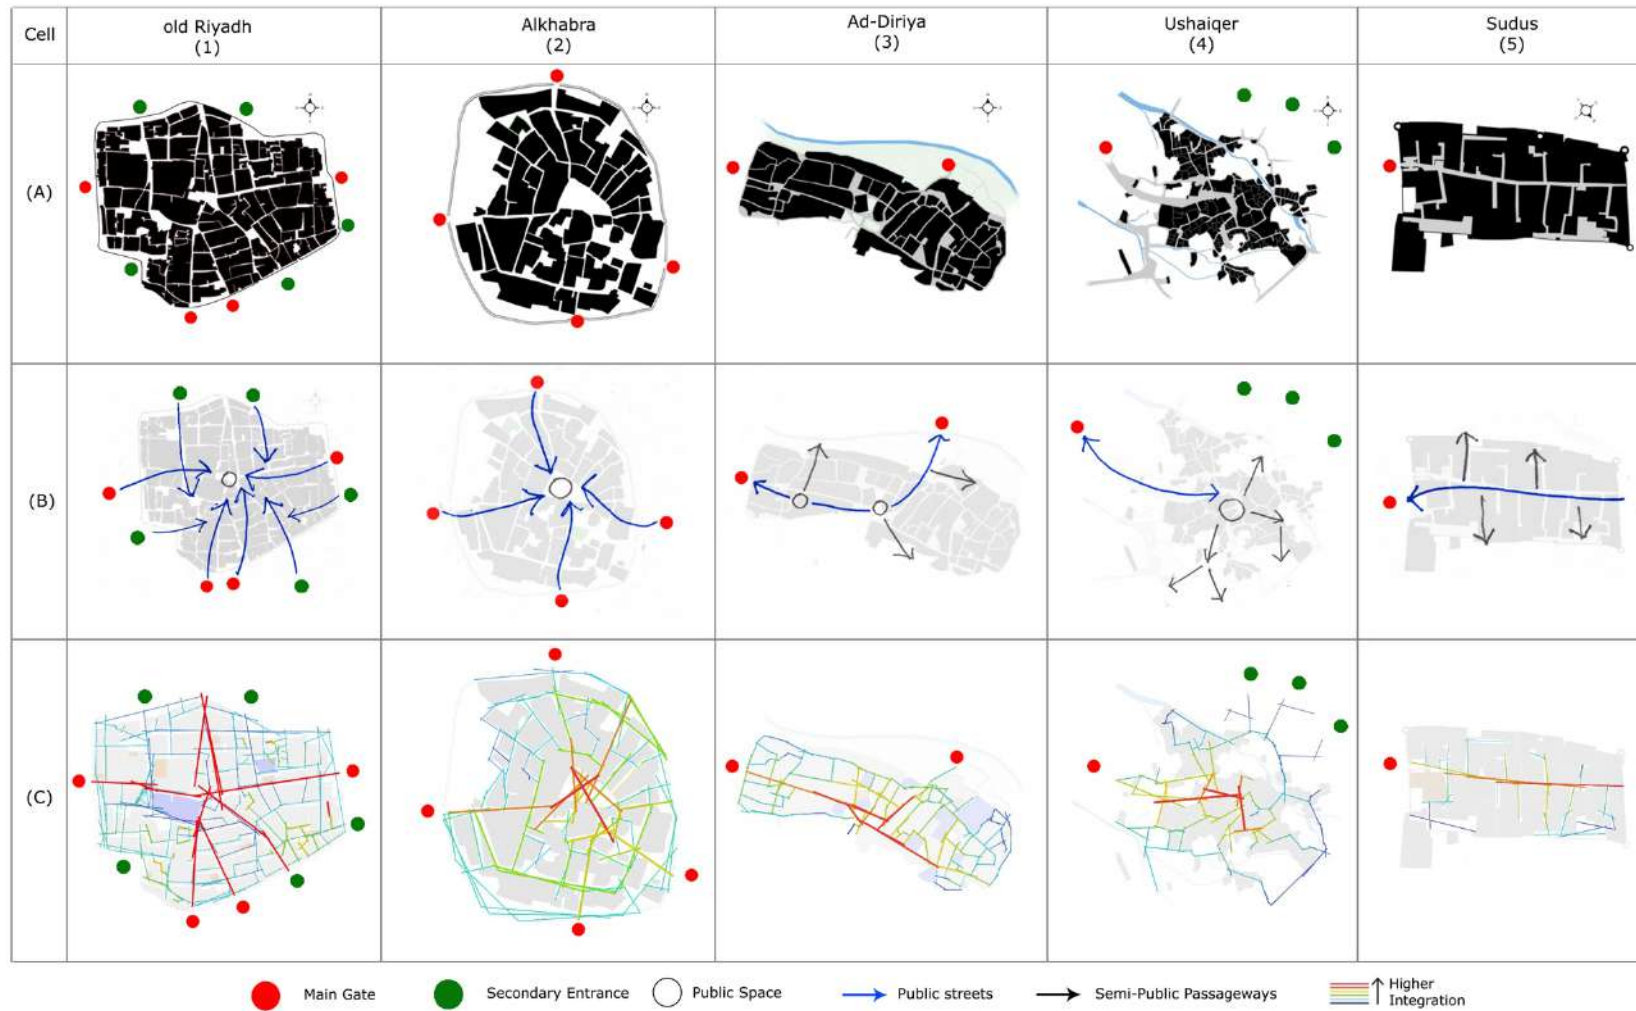 Cell
old Riyadh
(1)
Alkhabra
(2)
Ad-Diriya
(3)
Ushaiqer
(4)
Sudus
(5)
(A)
(B)
(C)
Main Gate
Secondary Entrance
Public Space
Public streets
Semi-Public Passageways
Higher
Integration